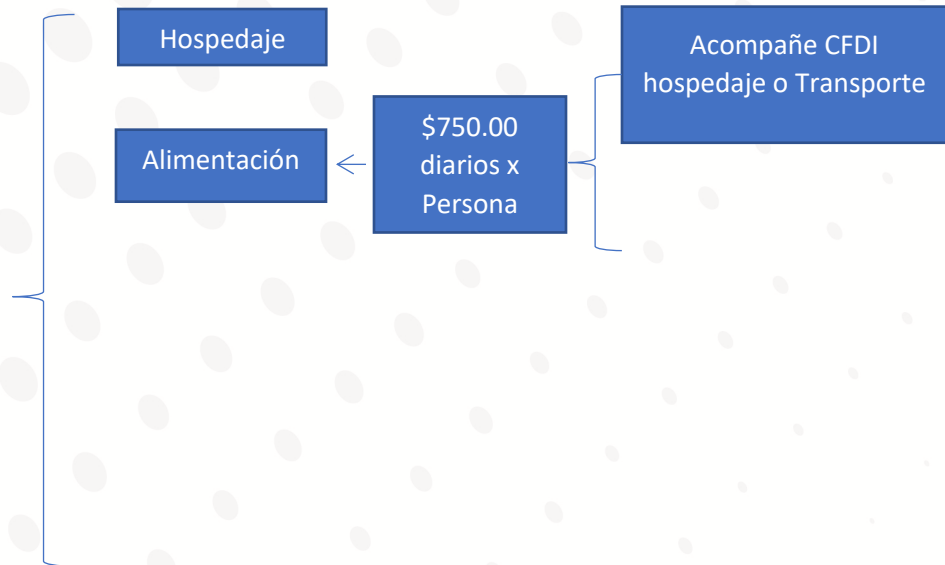 Hospedaje
Acompañe CFDI
hospedaje o Transporte
Alimentación
$750.00
diarios x
Persona